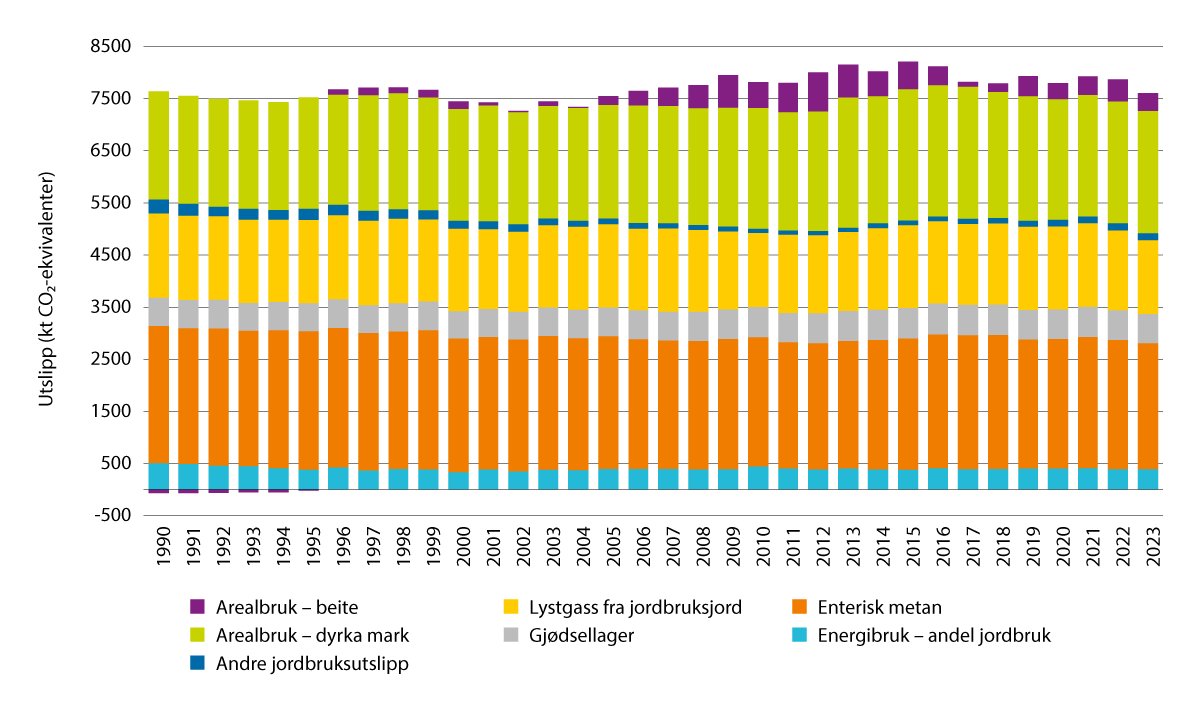 Utslipp (kt CO₂-ekvivalenter)
8500
7500
6500
5500
4500
3500
2500
1500
500
-500
1990 1991 1992 1993 1994 1995 1996 1997 1998 1999 2000 2001 2002 2003 2004 2005 2006 2007 2008 2009 2010 2011 2012 2013 2014 2015 2016 2017 2018 2019 2020 2021 2022 2023
Arealbruk – beite
Arealbruk – dyrka mark
Andre jordbruksutslipp
Lystgass fra jordbruksjord
Gjødsellager
Enterisk metan
Energibruk – andel jordbruk